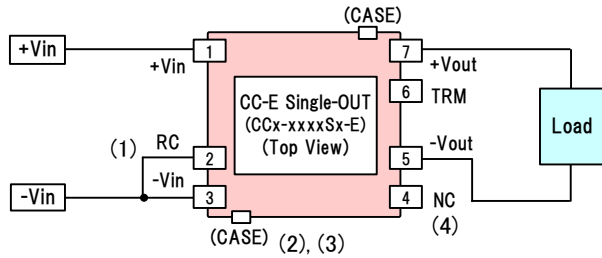 (CASE)
+Vin
1
7
+Vin
+Vout
6
TRM
CC-E Single-OUT
(CCx-xxxxSx-E)
(Top View)
Load
(1)
RC
-Vout
2
5
-Vin
-Vin
3
4
NC
(CASE)
(2), (3)
(4)